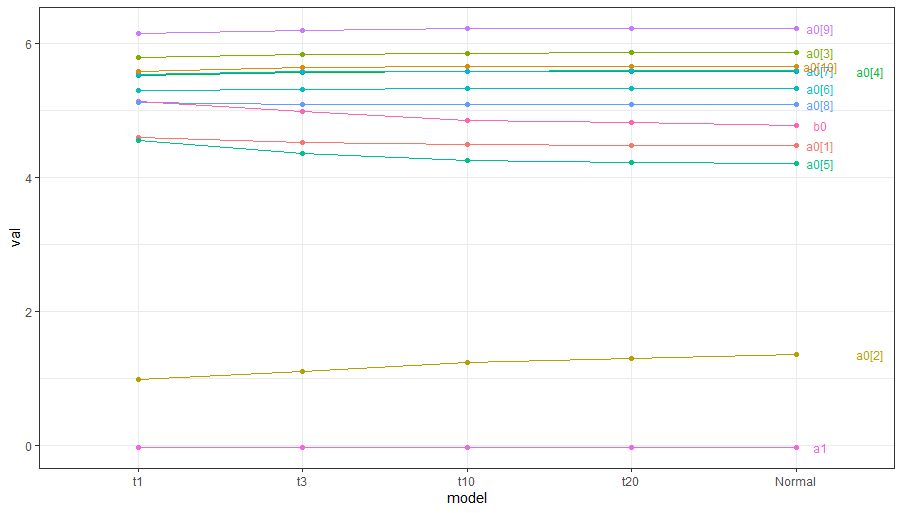 a0[9]
6
a0[3]
a0[10]
a0[7]
a0[4]
a0[6]
a0[8]
b0
a0[1]
4
a0[5]
val
2
a0[2]
0
a1
t1 t3 t10 t20 Normal
model